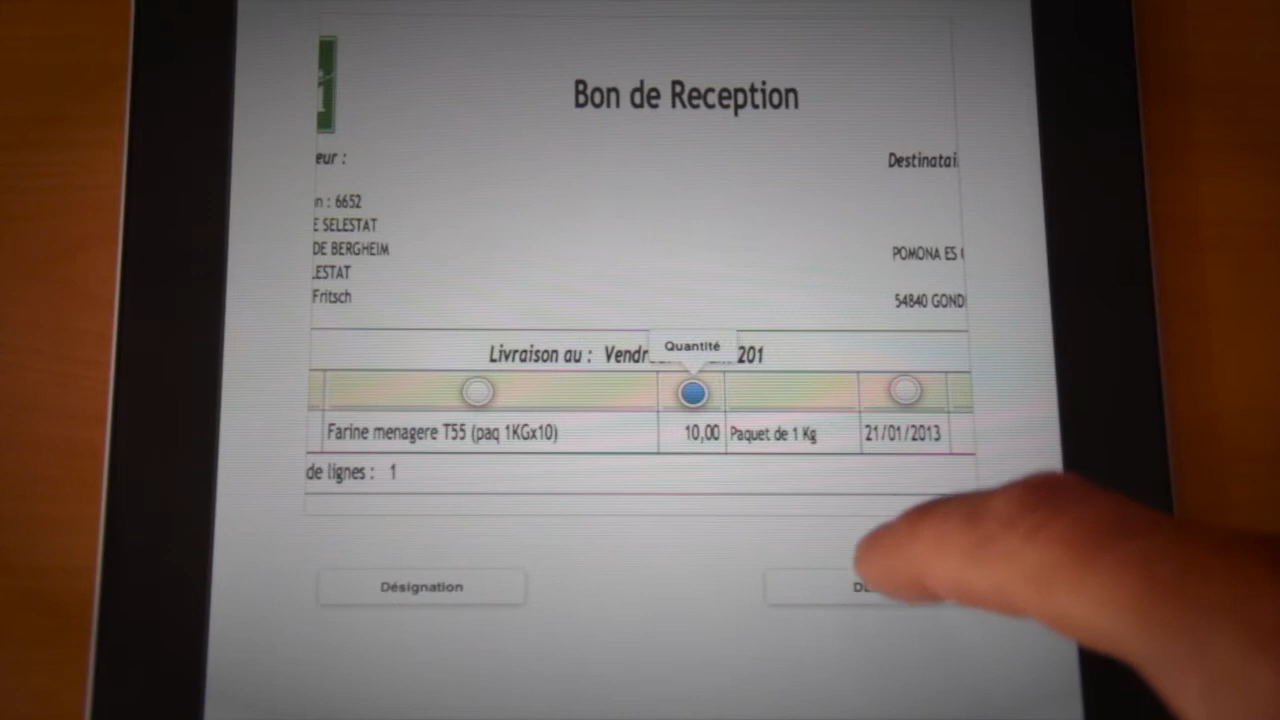 Bon de Reception
eur :
Destinatai
n : 6652
E SELESTAT
DE BERGHEIM
POMONA ES
LESTAT
Fritsch
54840 GOND
Quantité
Livraison au : Vendr 201
Farine menagere T55 (paq 1KGx10) 10,00 Paquet de 1 Kg 21/01/2013
de lignes : 1
Désignation